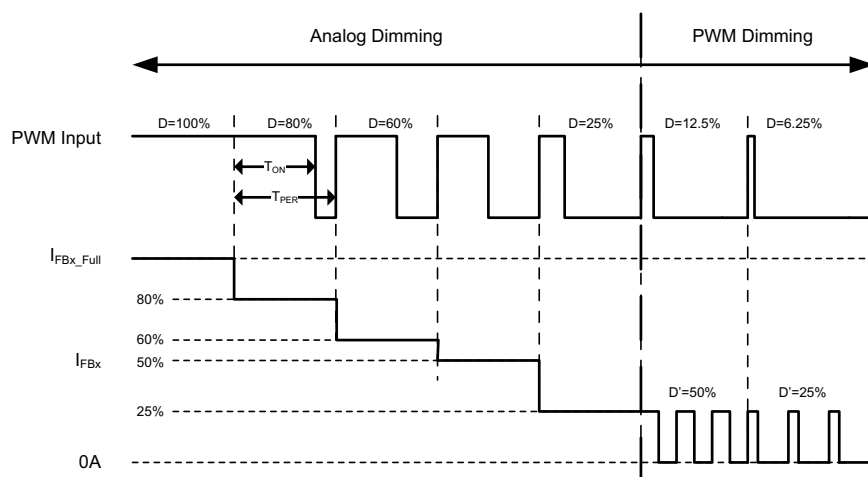 Analog Dimming PWM Dimming
D=100% D=80% D=60% D=25% D=12.5% D=6.25%
PWM Input
TON
TPER
IFBx_Full
80%
60%
IFBx
50%
D'=50% D'=25%
25%
0A